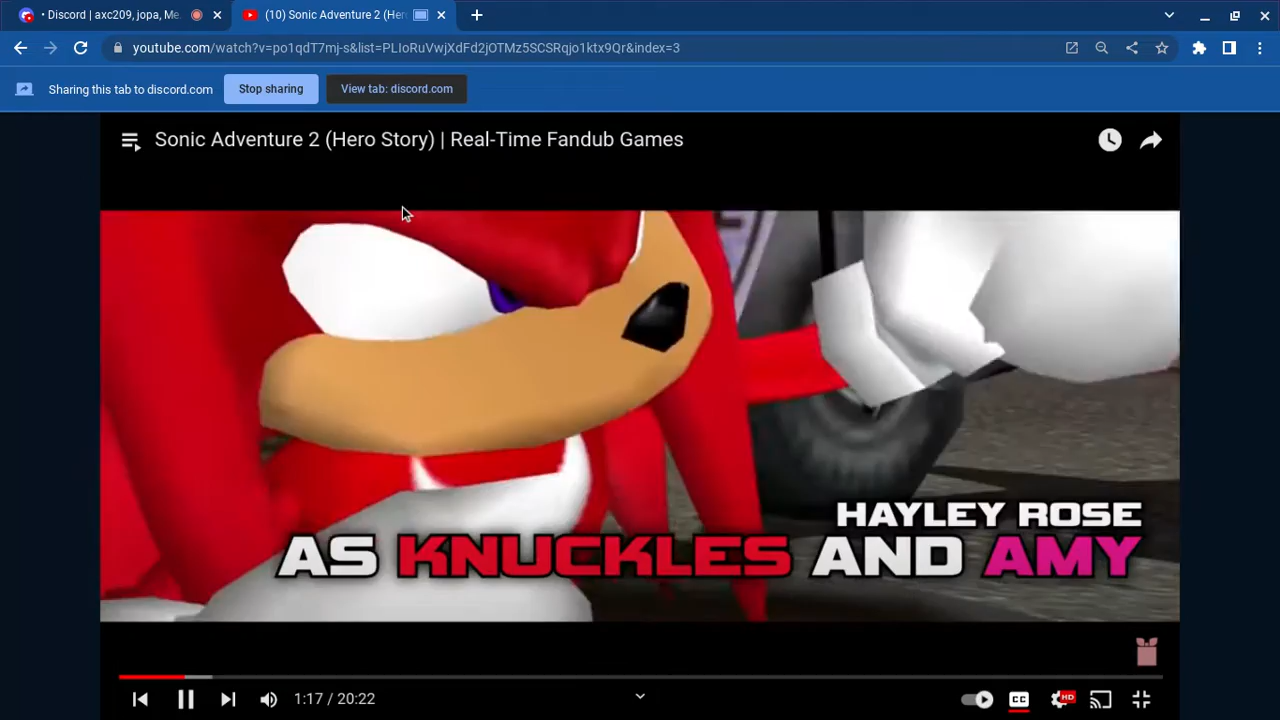 • Discord | axc209, jopa, Me.
(10) Sonic Adventure 2 (Her
youtube.com/watch?v=po1qdT7mj-s&list=PLIoRuVwjXdFd2jOTMz5SCSRqjo1ktx9Qr&index=3
Sharing this tab to discord.com
Stop sharing
View tab: discord.com
Sonic Adventure 2 (Hero Story) | Real-Time Fandub Games
HAYLEY ROSE
AS KNUCKLES AND AMY
1:17 / 20:22
CC
HD